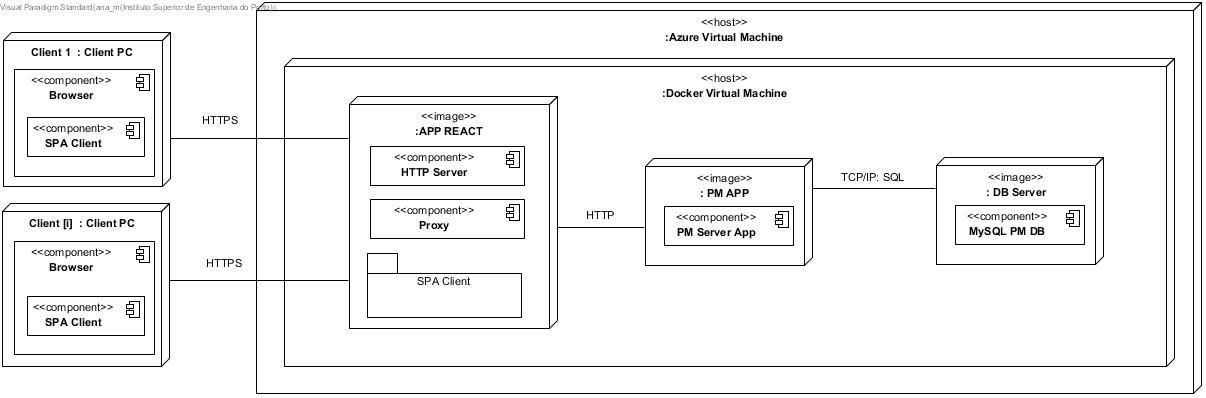 Visual Paradigm Standard(ana_m(Instituto Superior de Engenharia do Porto))
<<host>>
:Azure Virtual Machine
<<host>>
:Docker Virtual Machine
Client 1 : Client PC
<<component>>
Browser
<<component>>
SPA Client
HTTPS
Client [i] : Client PC
<<component>>
Browser
<<component>>
SPA Client
HTTPS
<<image>>
:APP REACT
<<component>>
HTTP Server
<<component>>
Proxy
SPA Client
HTTP
<<image>>
: PM APP
<<component>>
PM Server App
TCP/IP: SQL
<<image>>
: DB Server
<<component>>
MySQL PM DB